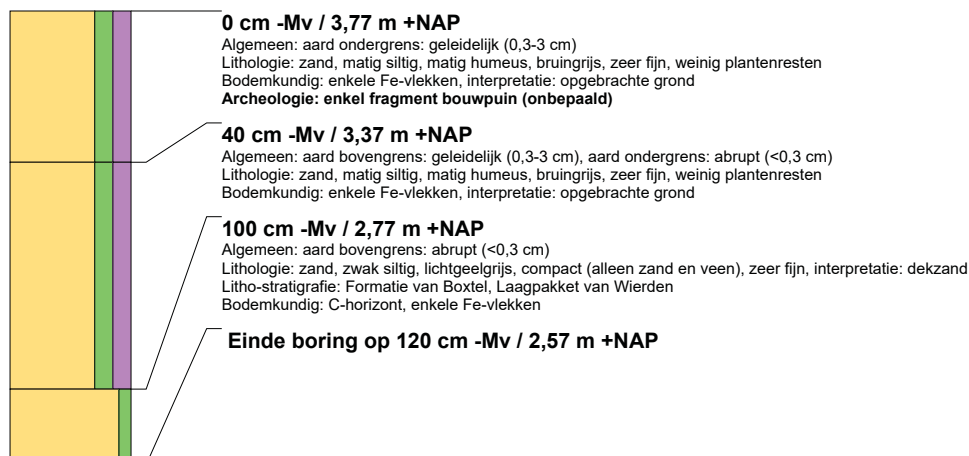 0 cm -Mv / 3,77 m +NAP
Algemeen: aard ondergrens: geleidelijk (0,3-3 cm)
Lithologie: zand, matig siltig, matig humeus, bruingrijs, zeer fijn, weinig plantenresten
Bodemkundig: enkele Fe-vlekken, interpretatie: opgebrachte grond
Archeologie: enkel fragment bouwpuin (onbepaald)
40 cm -Mv / 3,37 m +NAP
Algemeen: aard bovengrens: geleidelijk (0,3-3 cm), aard ondergrens: abrupt (<0,3 cm)
Lithologie: zand, matig siltig, matig humeus, bruingrijs, zeer fijn, weinig plantenresten
Bodemkundig: enkele Fe-vlekken, interpretatie: opgebrachte grond
100 cm -Mv / 2,77 m +NAP
Algemeen: aard bovengrens: abrupt (<0,3 cm)
Lithologie: zand, zwak siltig, lichtgeelgrijs, compact (alleen zand en veen), zeer fijn, interpretatie: dekzand
Litho-stratigrafie: Formatie van Boxtel, Laagpakket van Wierden
Bodemkundig: C-horizont, enkele Fe-vlekken
Einde boring op 120 cm -Mv / 2,57 m +NAP